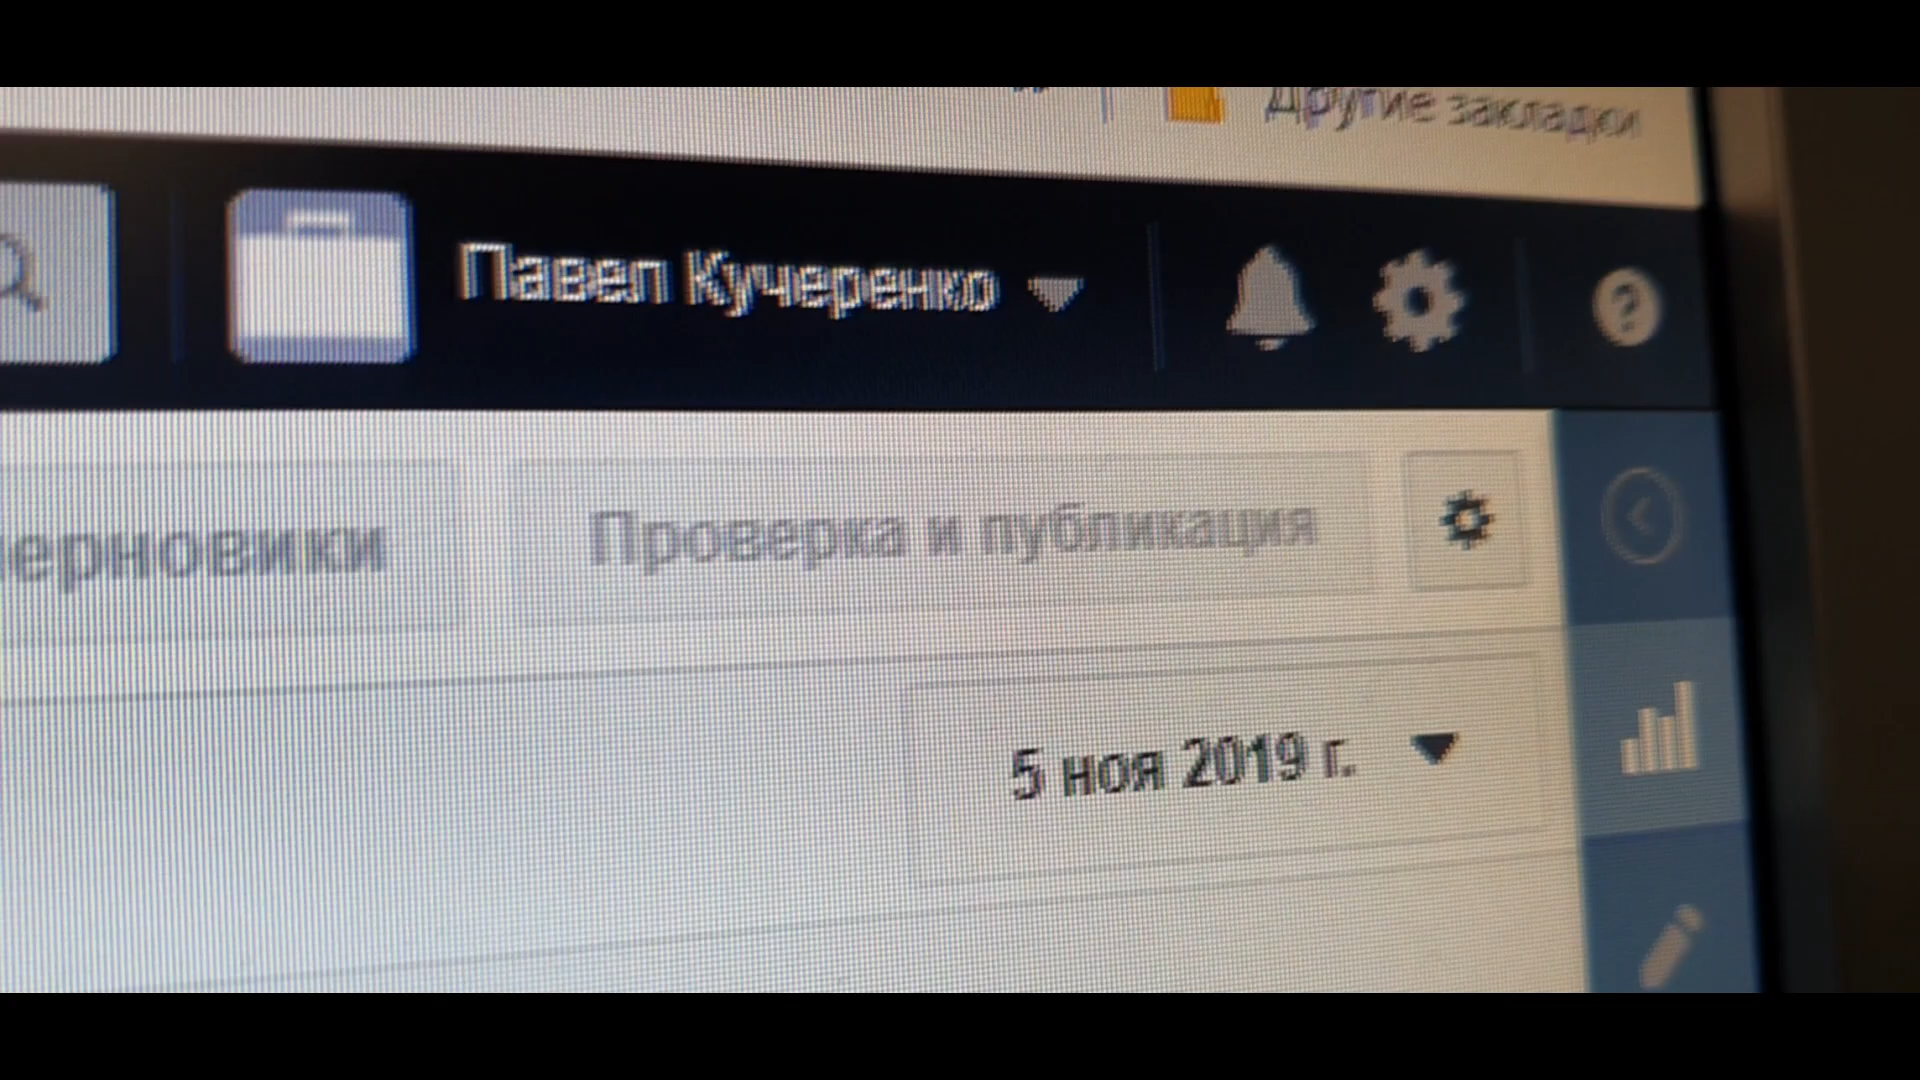 Другие закладки
Павел Кучеренко
ерновики
Проверка и публикация
5 ноя 2019 г.